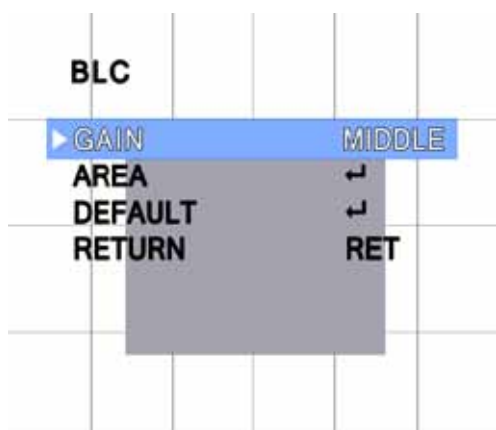 BLC
GAIN MIDDLE
AREA ↵
DEFAULT ↵
RETURN RET